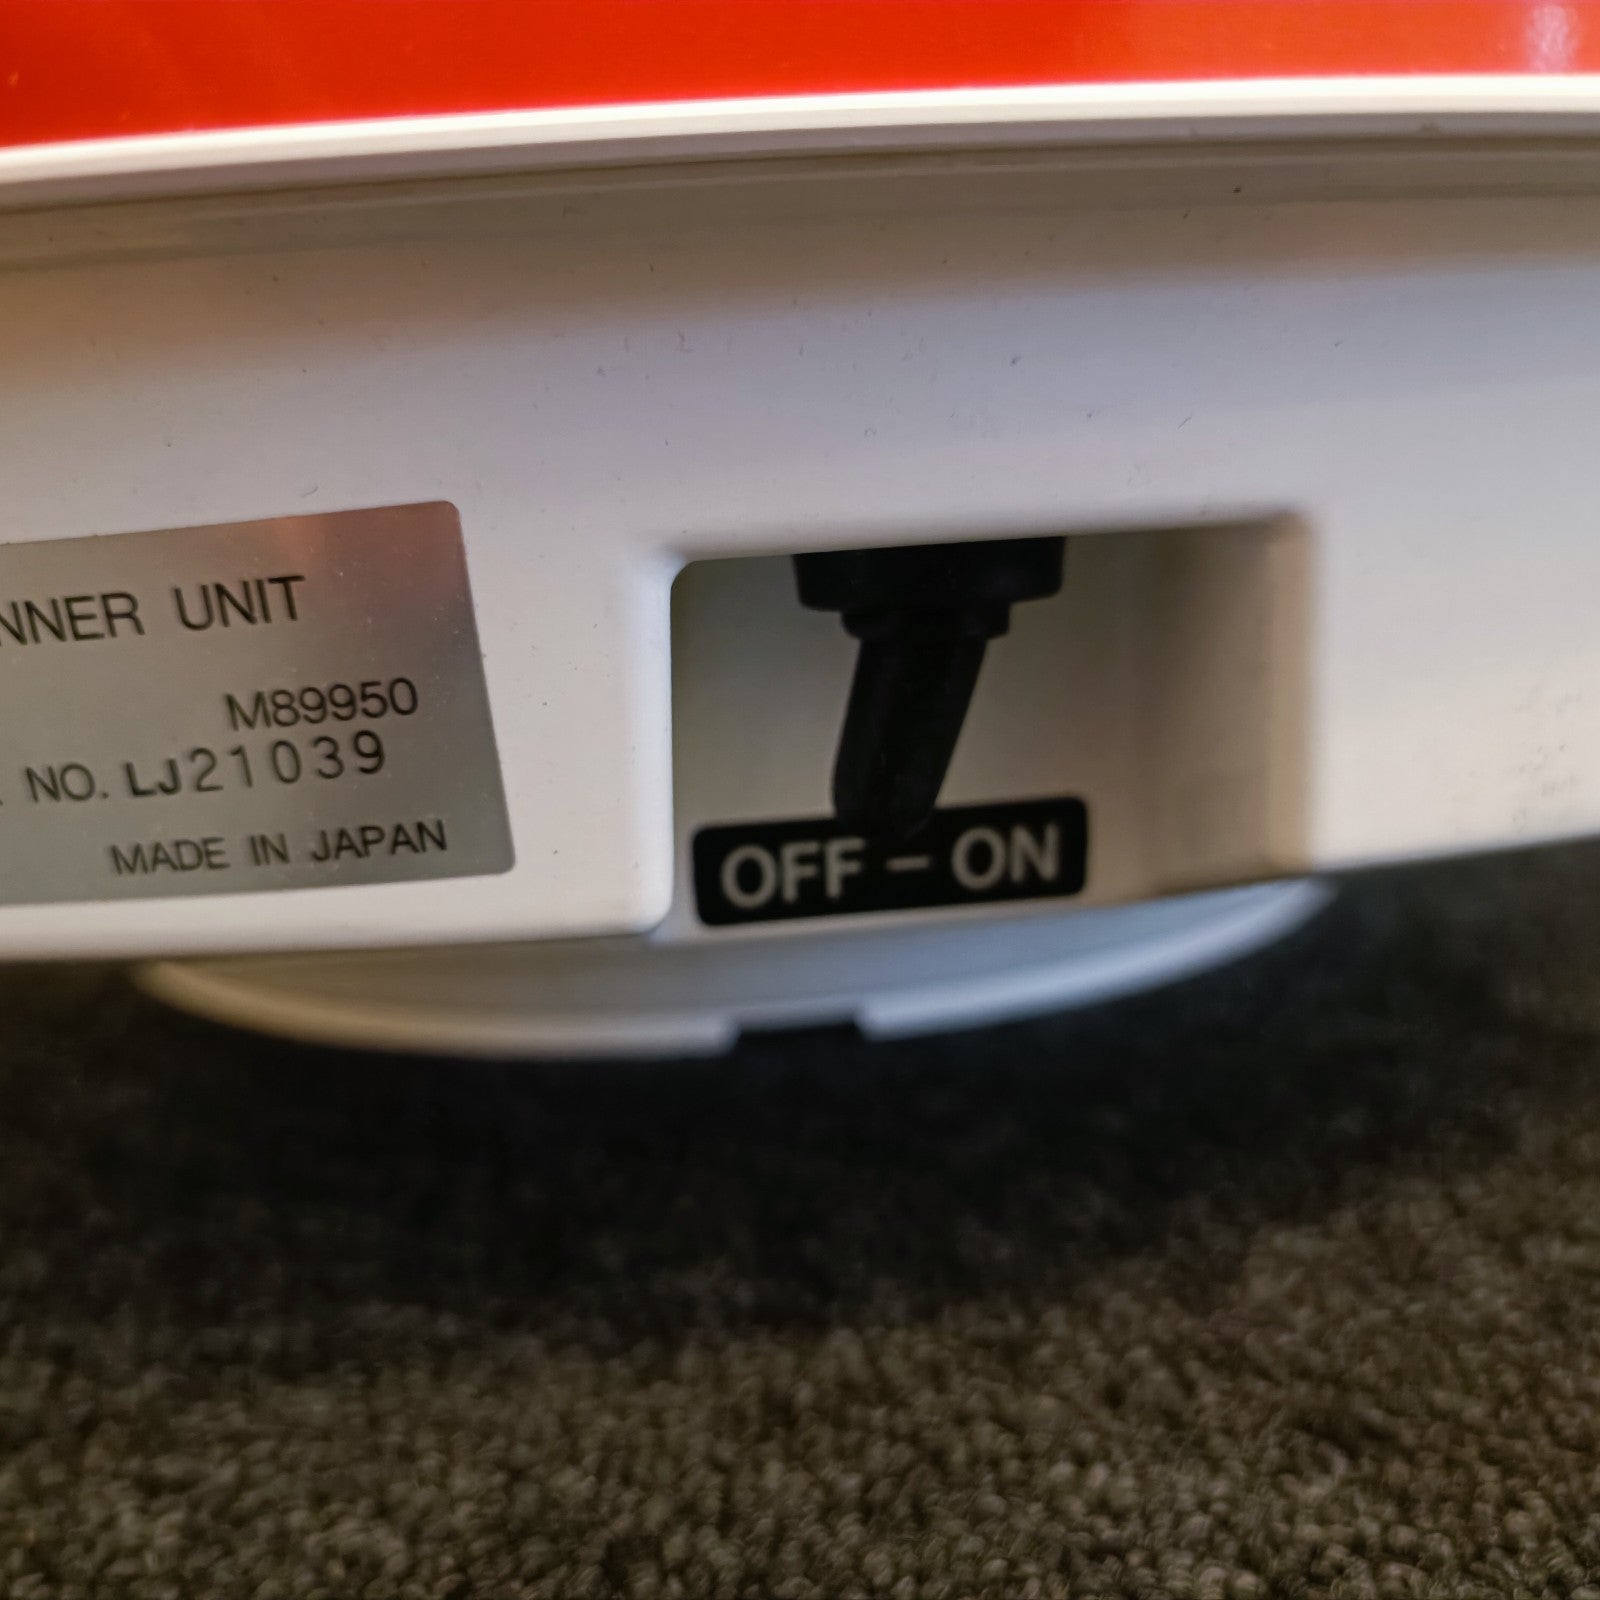 NNER UNIT
M89950
. NO. LJ21039
MADE IN JAPAN
OFF – ON